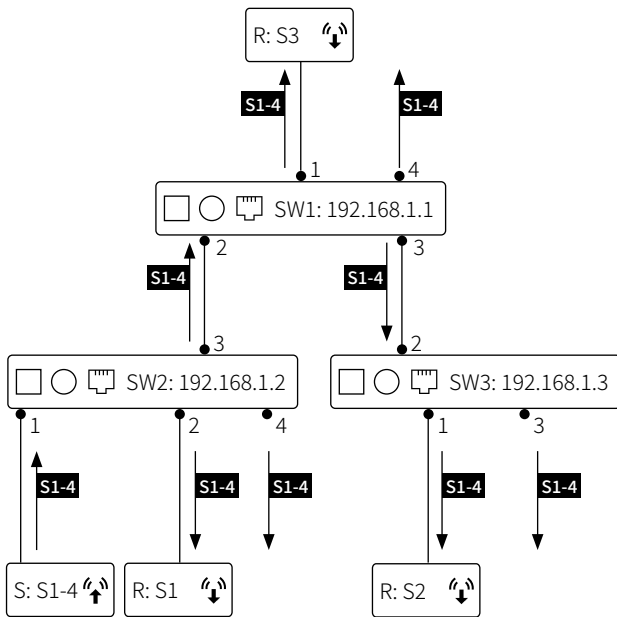 R: S3
S1-4
S1-4
1
4
SW1: 192.168.1.1
2
3
S1-4
S1-4
3
2
SW2: 192.168.1.2
SW3: 192.168.1.3
1
2
4
1
3
S1-4
S1-4
S1-4
S1-4
S1-4
S: S1-4
R: S1
R: S2